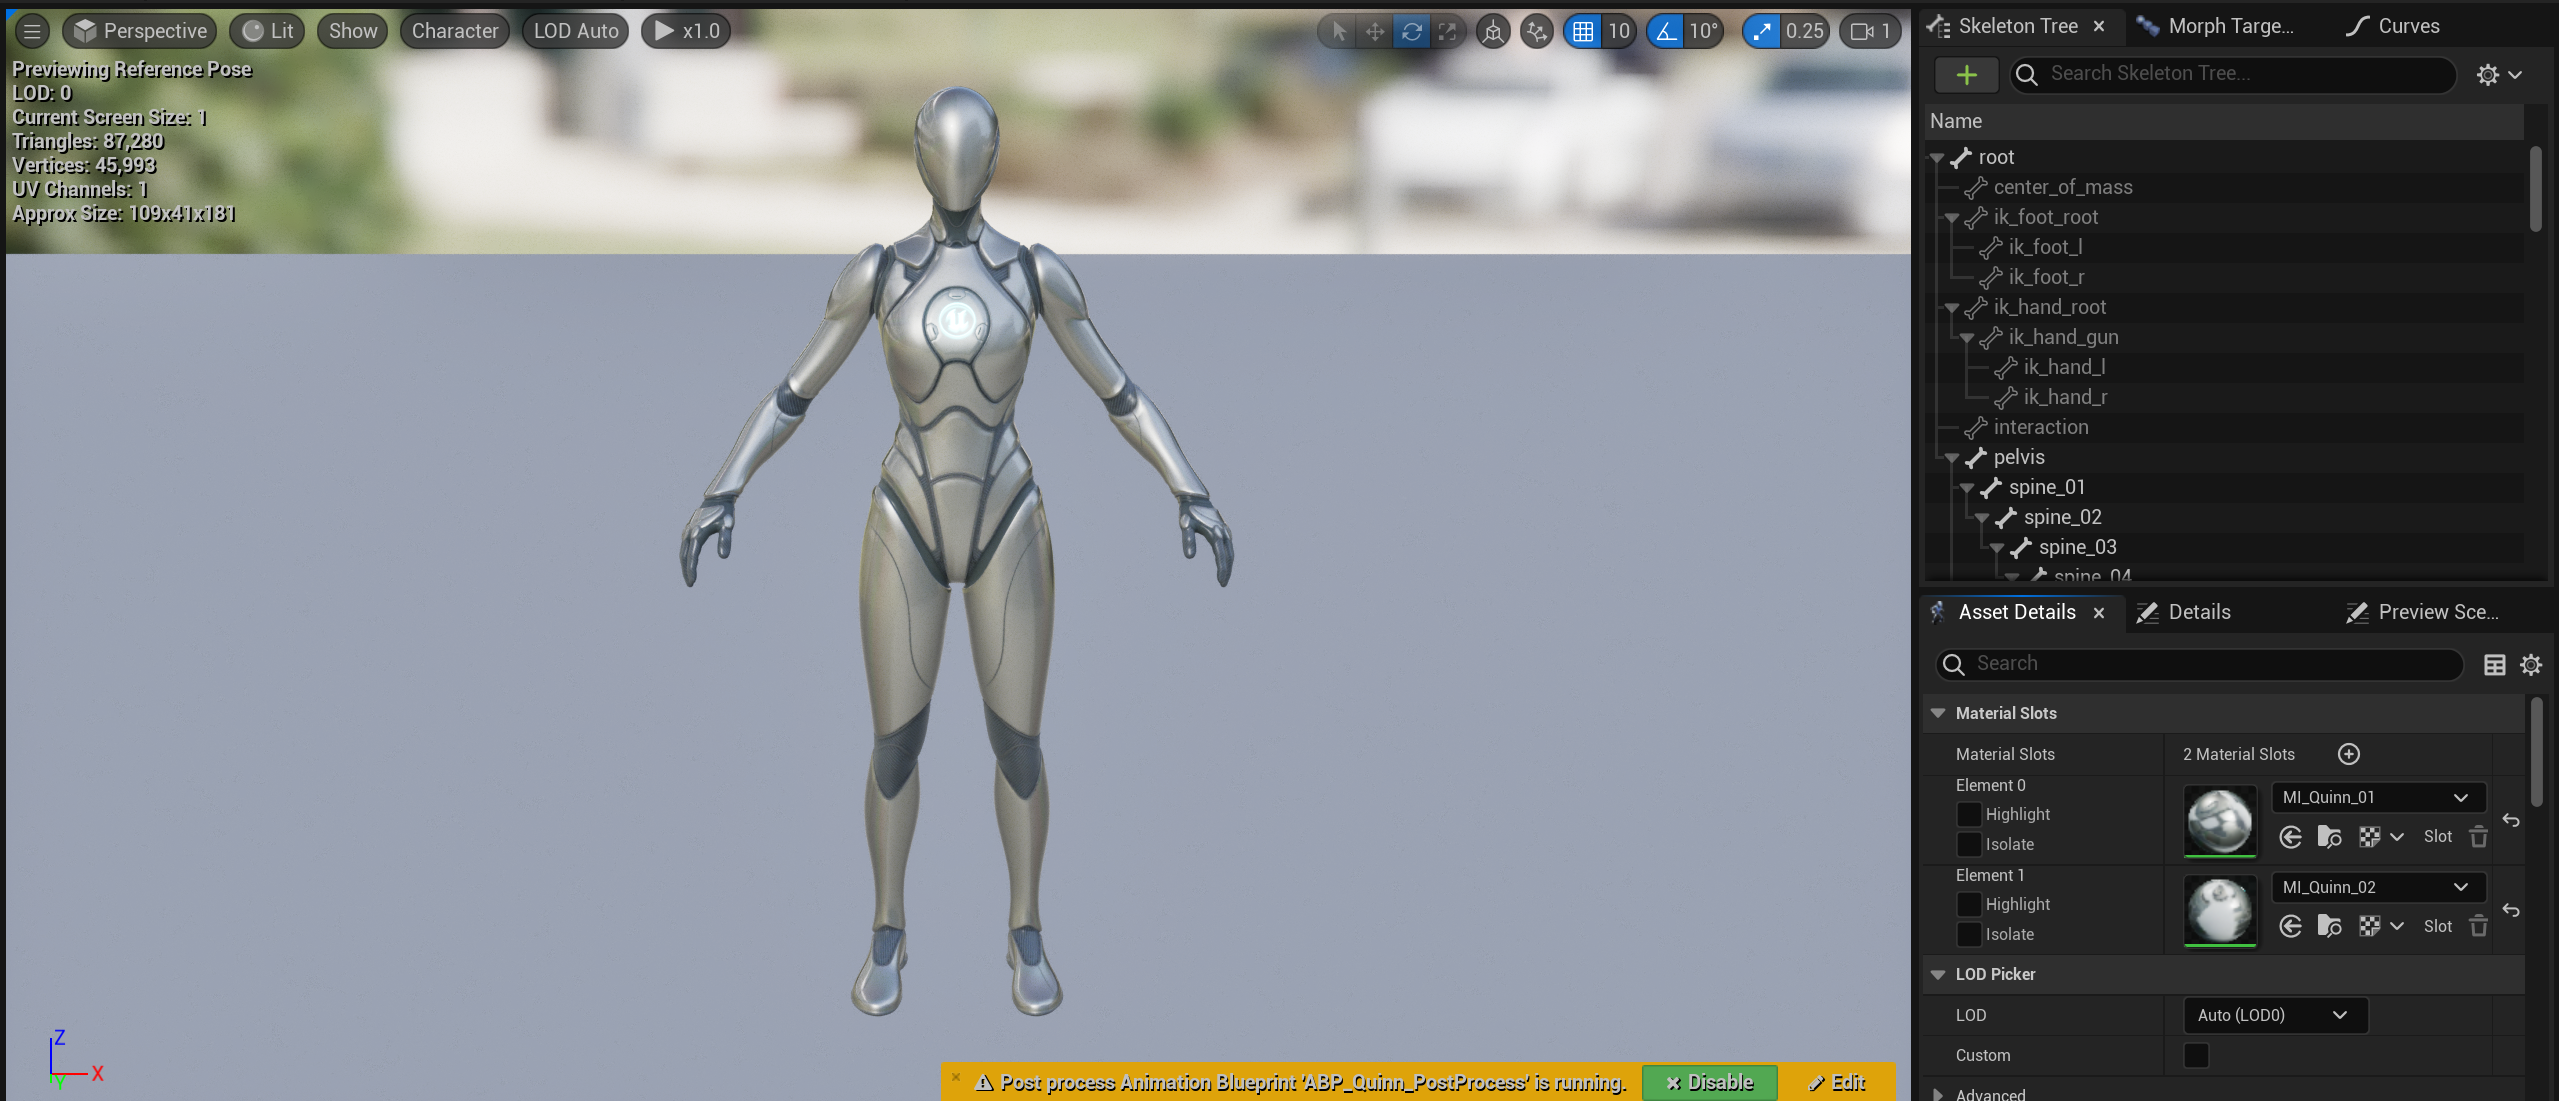 Perspective
Lit
Show
Character
LOD Auto
x1.0
10
10°
0.25
1
Previewing Reference Pose
LOD: 0
Current Screen Size: 1
Triangles: 87,280
Vertices: 45,993
UV Channels: 1
Approx Size: 109x41x181
Z
X
Y
Post process Animation Blueprint 'ABP_Quinn_PostProcess' is running.
Disable
Edit
Skeleton Tree
Morph Targe...
Curves
Search Skeleton Tree...
Name
root
center_of_mass
ik_foot_root
ik_foot_l
ik_foot_r
ik_hand_root
ik_hand_gun
ik_hand_l
ik_hand_r
interaction
pelvis
spine_01
spine_02
spine_03
spine_04
Asset Details
Details
Preview Sce...
Search
Material Slots
Material Slots
2 Material Slots
Element 0
Highlight
Isolate
MI_Quinn_01
Slot
Element 1
Highlight
Isolate
MI_Quinn_02
Slot
LOD Picker
LOD
Auto (LOD0)
Custom
Advanced